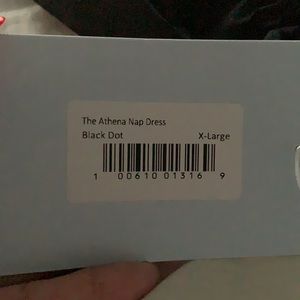 The Athena Nap Dress
Black Dot X-Large
1 00610 01316 9